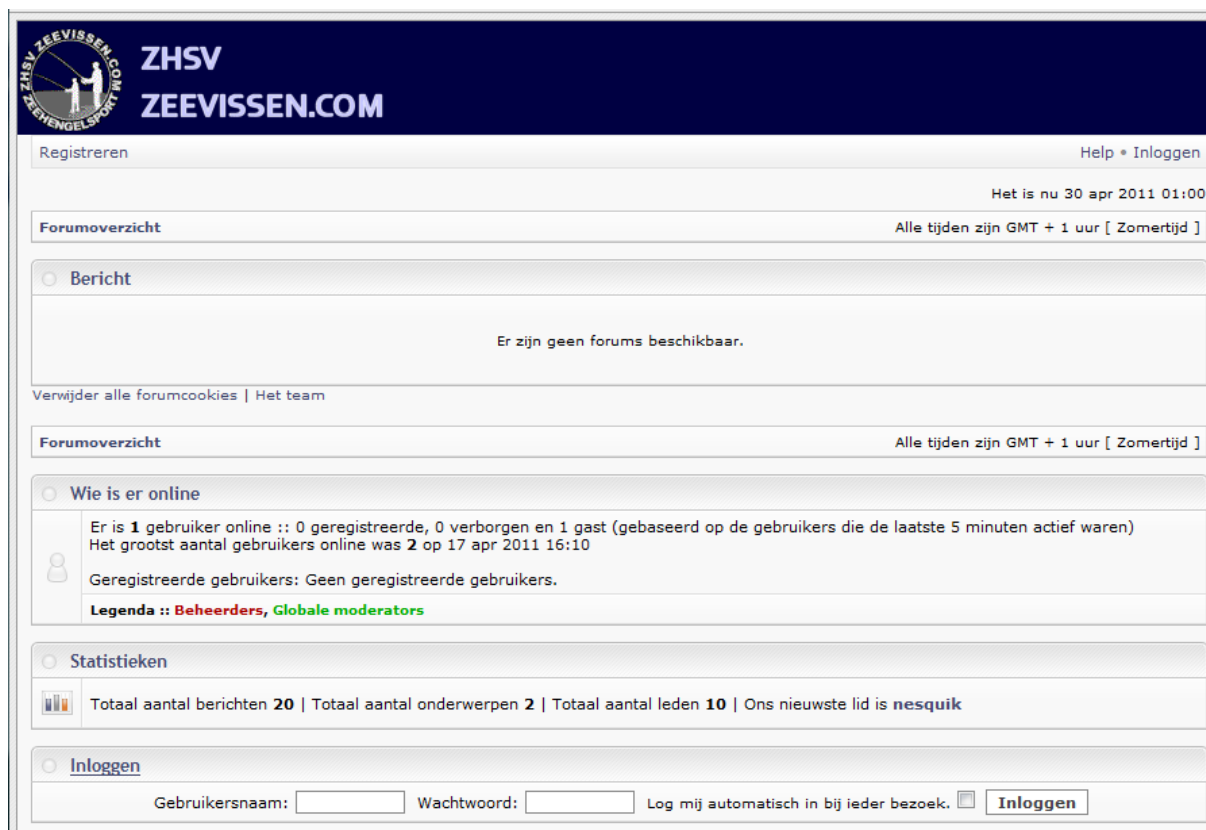 ZHSV ZEEVISSEN.COM
ZEEHENGELSPORT
ZHSV
ZEEVISSEN.COM
Registreren
Help • Inloggen
Het is nu 30 apr 2011 01:00
Forumoverzicht
Alle tijden zijn GMT + 1 uur [ Zomertijd ]
Bericht
Er zijn geen forums beschikbaar.
Verwijder alle forumcookies | Het team
Forumoverzicht
Alle tijden zijn GMT + 1 uur [ Zomertijd ]
Wie is er online
Er is 1 gebruiker online :: 0 geregistreerde, 0 verborgen en 1 gast (gebaseerd op de gebruikers die de laatste 5 minuten actief waren)
Het grootst aantal gebruikers online was 2 op 17 apr 2011 16:10
Geregistreerde gebruikers: Geen geregistreerde gebruikers.
Legenda :: Beheerders, Globale moderators
Statistieken
Totaal aantal berichten 20 | Totaal aantal onderwerpen 2 | Totaal aantal leden 10 | Ons nieuwste lid is nesquik
Inloggen
Gebruikersnaam: Wachtwoord: Log mij automatisch in bij ieder bezoek. Inloggen